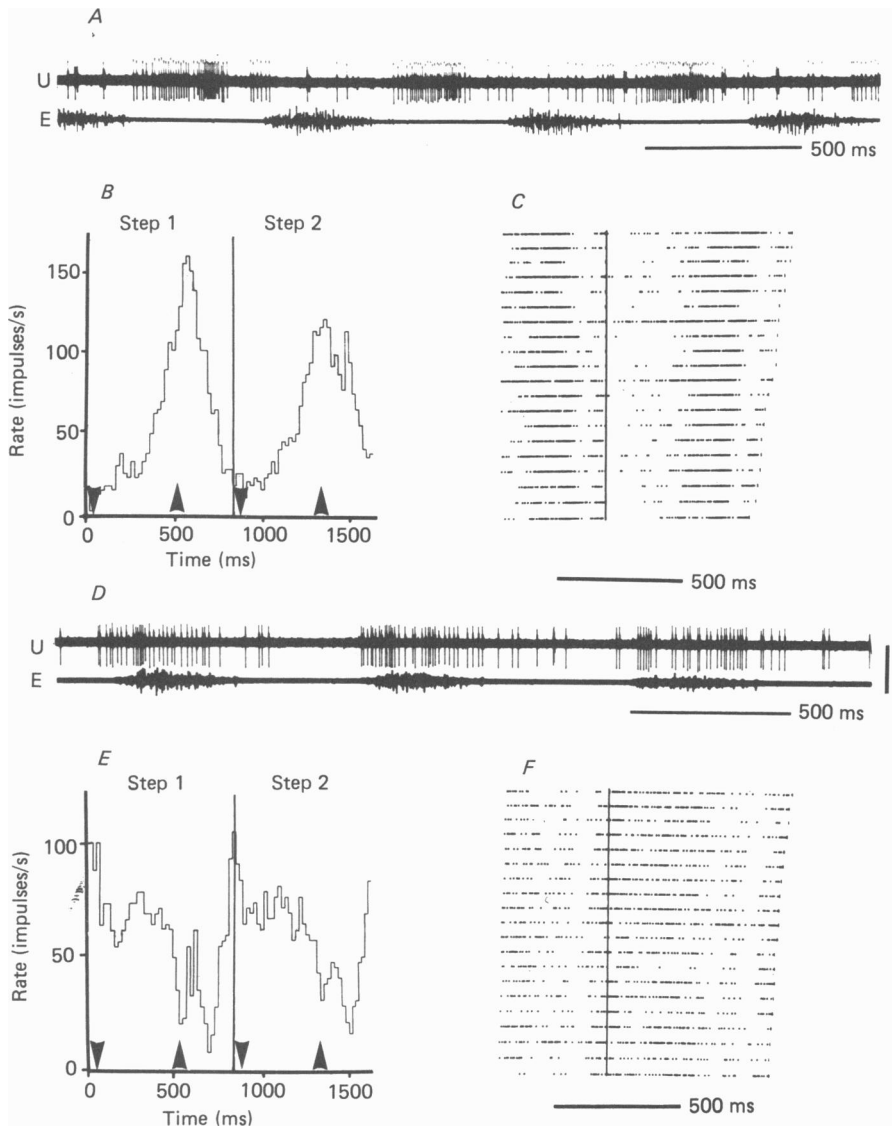 A
U
E
500 ms
B
Step 1
Step 2
Rate (impulses/s)
150
100
50
0
0 500 1000 1500
Time (ms)
C
500 ms
D
U
E
500 ms
E
Step 1
Step 2
Rate (impulses/s)
100
50
0
0 500 1000 1500
Time (ms)
F
500 ms